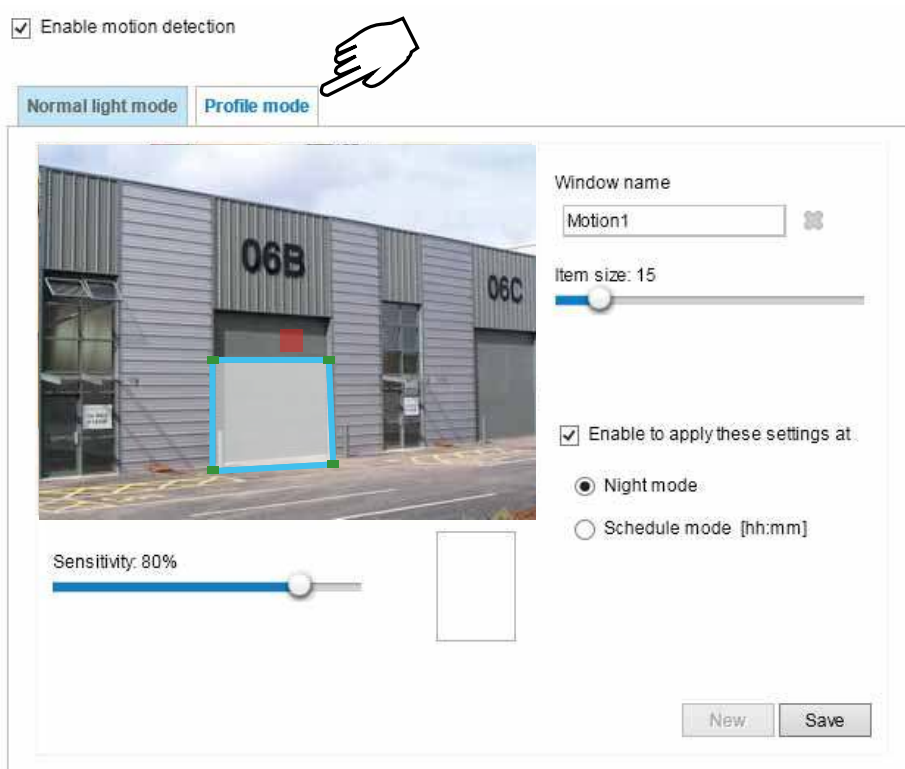 Enable motion detection
Normal light mode
Profile mode
06B
06C
Window name
Motion1
Item size: 15
Enable to apply these settings at
Night mode
Schedule mode [hh:mm]
Sensitivity: 80%
New
Save